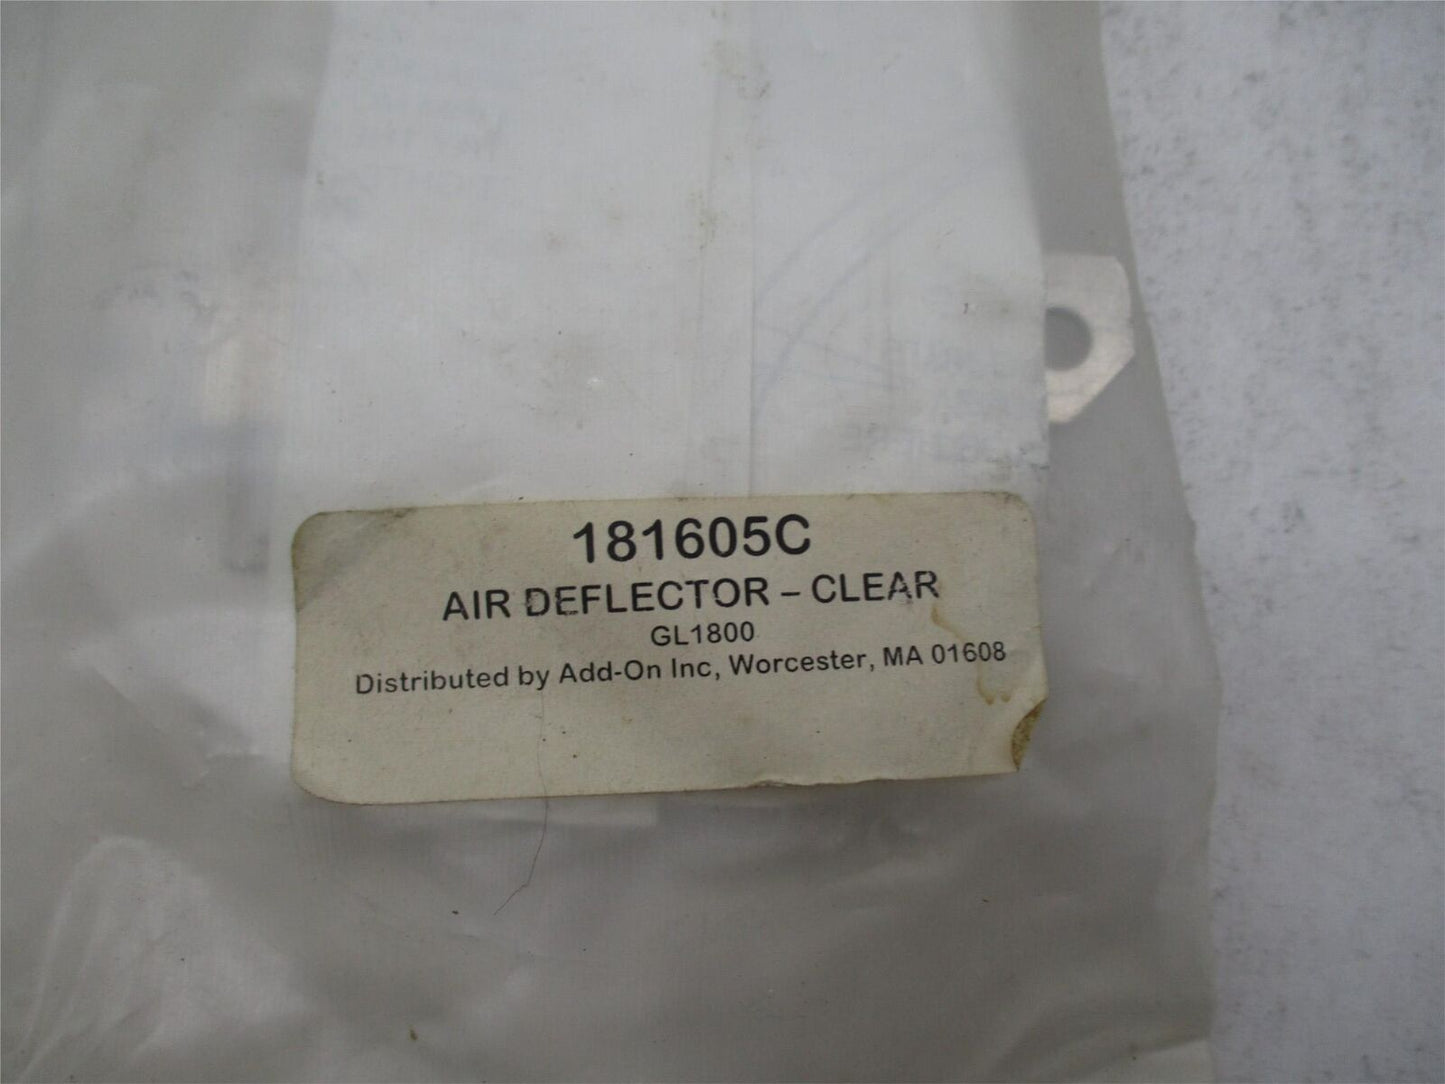 181605C
AIR DEFLECTOR – CLEAR
GL1800
Distributed by Add-On Inc, Worcester, MA 01608